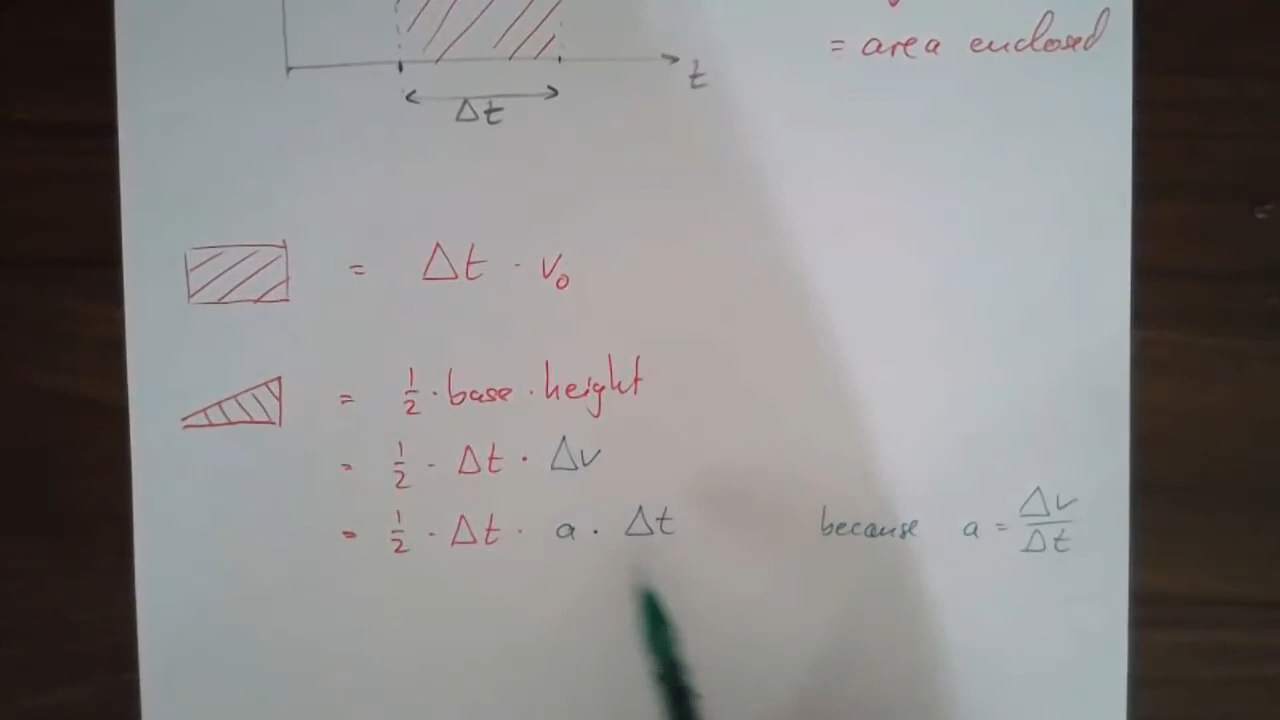 = area enclosed
t
Δt
= Δt · v₀
= 1/2 · base · height
= 1/2 · Δt · Δv
= 1/2 · Δt · a · Δt because a = Δv/Δt